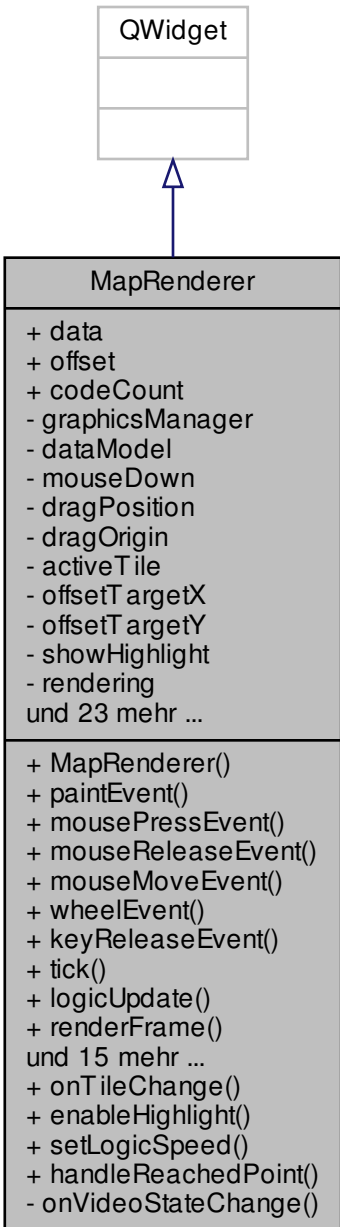 QWidget
MapRenderer
+ data
+ offset
+ codeCount
- graphicsManager
- dataModel
- mouseDown
- dragPosition
- dragOrigin
- activeTile
- offsetTargetX
- offsetTargetY
- showHighlight
- rendering
und 23 mehr ...
+ MapRenderer()
+ paintEvent()
+ mousePressEvent()
+ mouseReleaseEvent()
+ mouseMoveEvent()
+ wheelEvent()
+ keyReleaseEvent()
+ tick()
+ logicUpdate()
+ renderFrame()
und 15 mehr ...
+ onTileChange()
+ enableHighlight()
+ setLogicSpeed()
+ handleReachedPoint()
- onVideoStateChange()